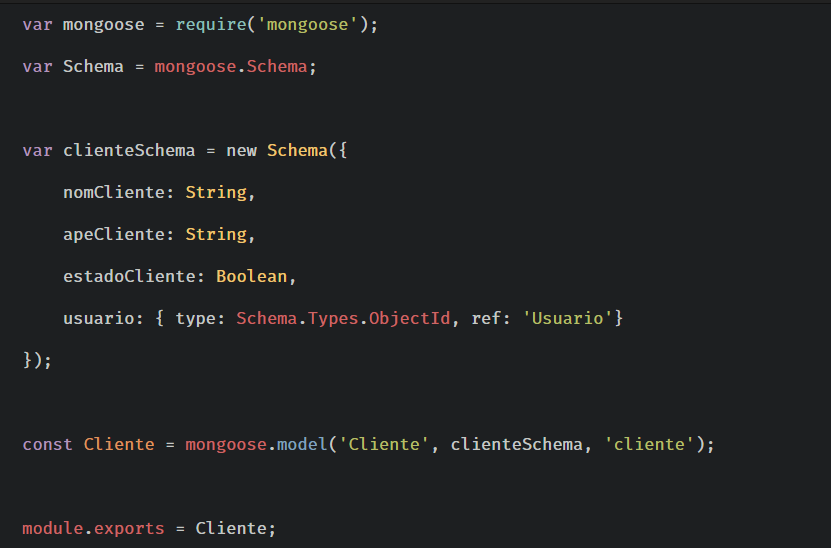 var mongoose = require('mongoose');
var Schema = mongoose.Schema;
var clienteSchema = new Schema({
    nomCliente: String,
    apeCliente: String,
    estadoCliente: Boolean,
    usuario: { type: Schema.Types.ObjectId, ref: 'Usuario'}
});
const Cliente = mongoose.model('Cliente', clienteSchema, 'cliente');
module.exports = Cliente;